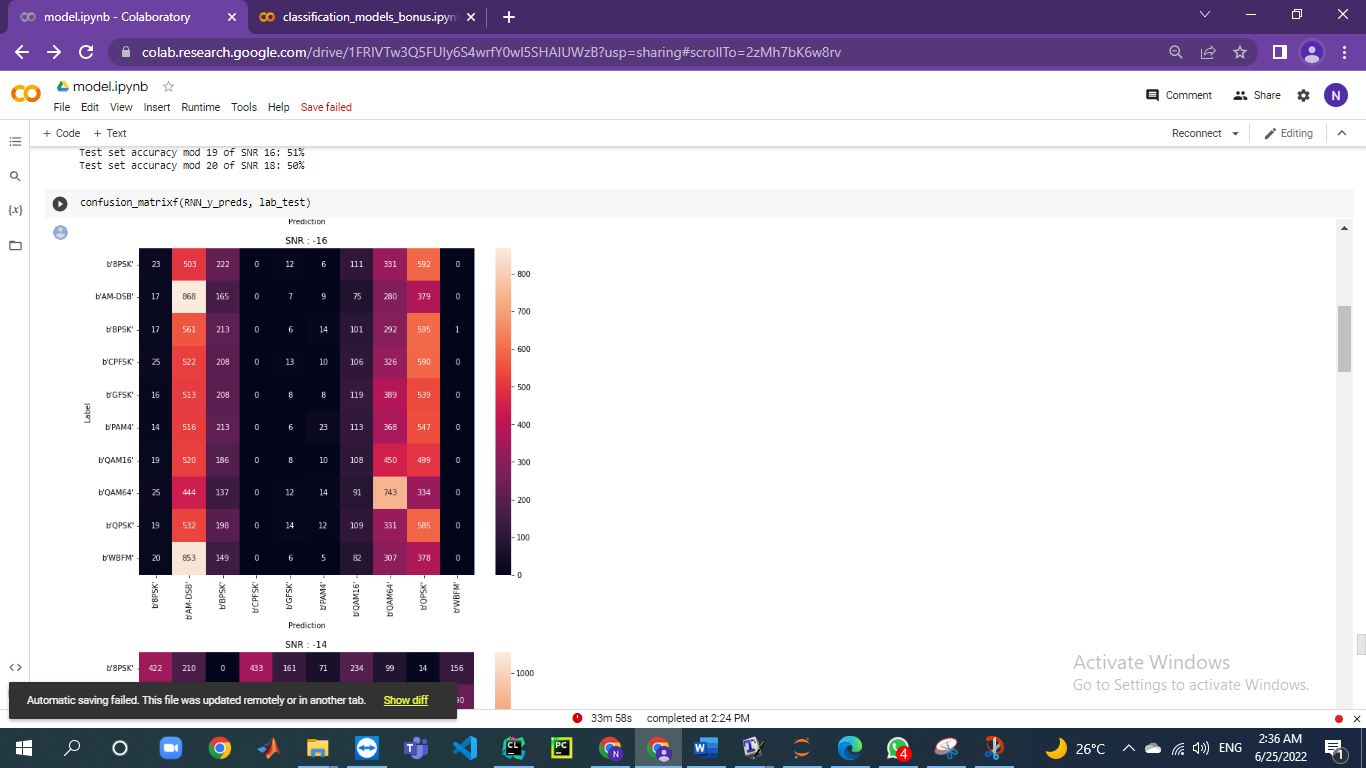 model.ipynb - Colaboratory
classification_models_bonus.ipyn
colab.research.google.com/drive/1FRlVTw3Q5FUly6S4wrfY0wl5SHAlUWzB?usp=sharing#scrollTo=2zMh7bK6w8rv
model.ipynb
Comment Share N
File Edit View Insert Runtime Tools Help Save failed
+ Code + Text Reconnect Editing
Test set accuracy mod 19 of SNR 16: 51%
Test set accuracy mod 20 of SNR 18: 50%
confusion_matrixf(RNN_y_preds, lab_test)
Prediction
SNR : -16
b'8PSK' 23 503 222 0 12 6 111 331 592 0
b'AM-DSB' 17 868 165 0 7 9 75 280 379 0
b'BPSK' 17 561 213 0 6 14 101 292 595 1
b'CPFSK' 25 522 208 0 13 10 106 326 590 0
b'GFSK' 16 513 208 0 8 8 119 389 539 0
b'PAM4' 14 516 213 0 6 23 113 368 547 0
b'QAM16' 19 520 186 0 8 10 108 450 499 0
b'QAM64' 25 444 137 0 12 14 91 743 334 0
b'QPSK' 19 532 198 0 14 12 109 331 585 0
b'WBFM' 20 853 149 0 6 5 82 307 378 0
Label
800
700
600
500
400
300
200
100
0
b'8PSK' b'AM-DSB' b'BPSK' b'CPFSK' b'GFSK' b'PAM4' b'QAM16' b'QAM64' b'QPSK' b'WBFM'
Prediction
SNR : -14
b'8PSK' 422 210 0 433 161 71 234 99 14 156
1000
Activate Windows
Go to Settings to activate Windows.
Automatic saving failed. This file was updated remotely or in another tab. Show diff
33m 58s completed at 2:24 PM
26°C ENG
2:36 AM
6/25/2022